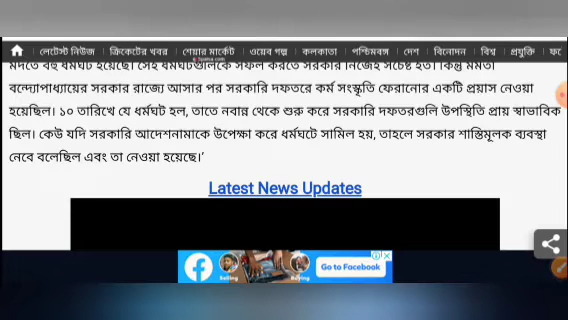 লেটেস্ট নিউজ | ক্রিকেটের খবর | শেয়ার মার্কেট | ওয়েব গল্প | কলকাতা | পশ্চিমবঙ্গ | দেশ | বিনোদন | বিশ্ব | প্রযুক্তি |
মদতে বহু ধর্মঘট হয়েছে। সেই ধর্মঘটগুলিকে সফল করতে সরকার নিজেই সচেষ্ট হত। কিন্তু মমতা
বন্দ্যোপাধ্যায়ের সরকার রাজ্যে আসার পর সরকারি দফতরে কর্ম সংস্কৃতি ফেরানোর একটি প্রয়াস নেওয়া
হয়েছিল। ১০ তারিখে যে ধর্মঘট হল, তাতে নবান্ন থেকে শুরু করে সরকারি দফতরগুলি উপস্থিতি প্রায় স্বাভাবিক
ছিল। কেউ যদি সরকারি আদেশনামাকে উপেক্ষা করে ধর্মঘটে সামিল হয়, তাহলে সরকার শাস্তিমূলক ব্যবস্থা
নেবে বলেছিল এবং তা নেওয়া হয়েছে।’
Latest News Updates
Selling
Buying
Go to Facebook